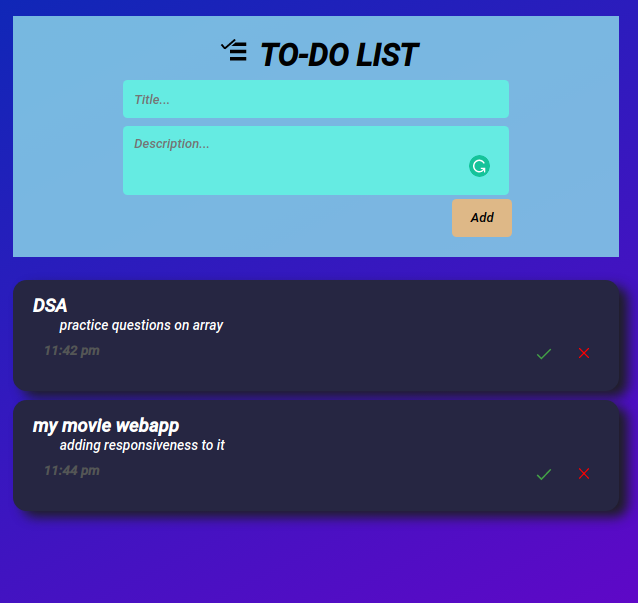 TO-DO LIST
Title...
Description...
Add
DSA
practice questions on array
11:42 pm
my movie webapp
adding responsiveness to it
11:44 pm